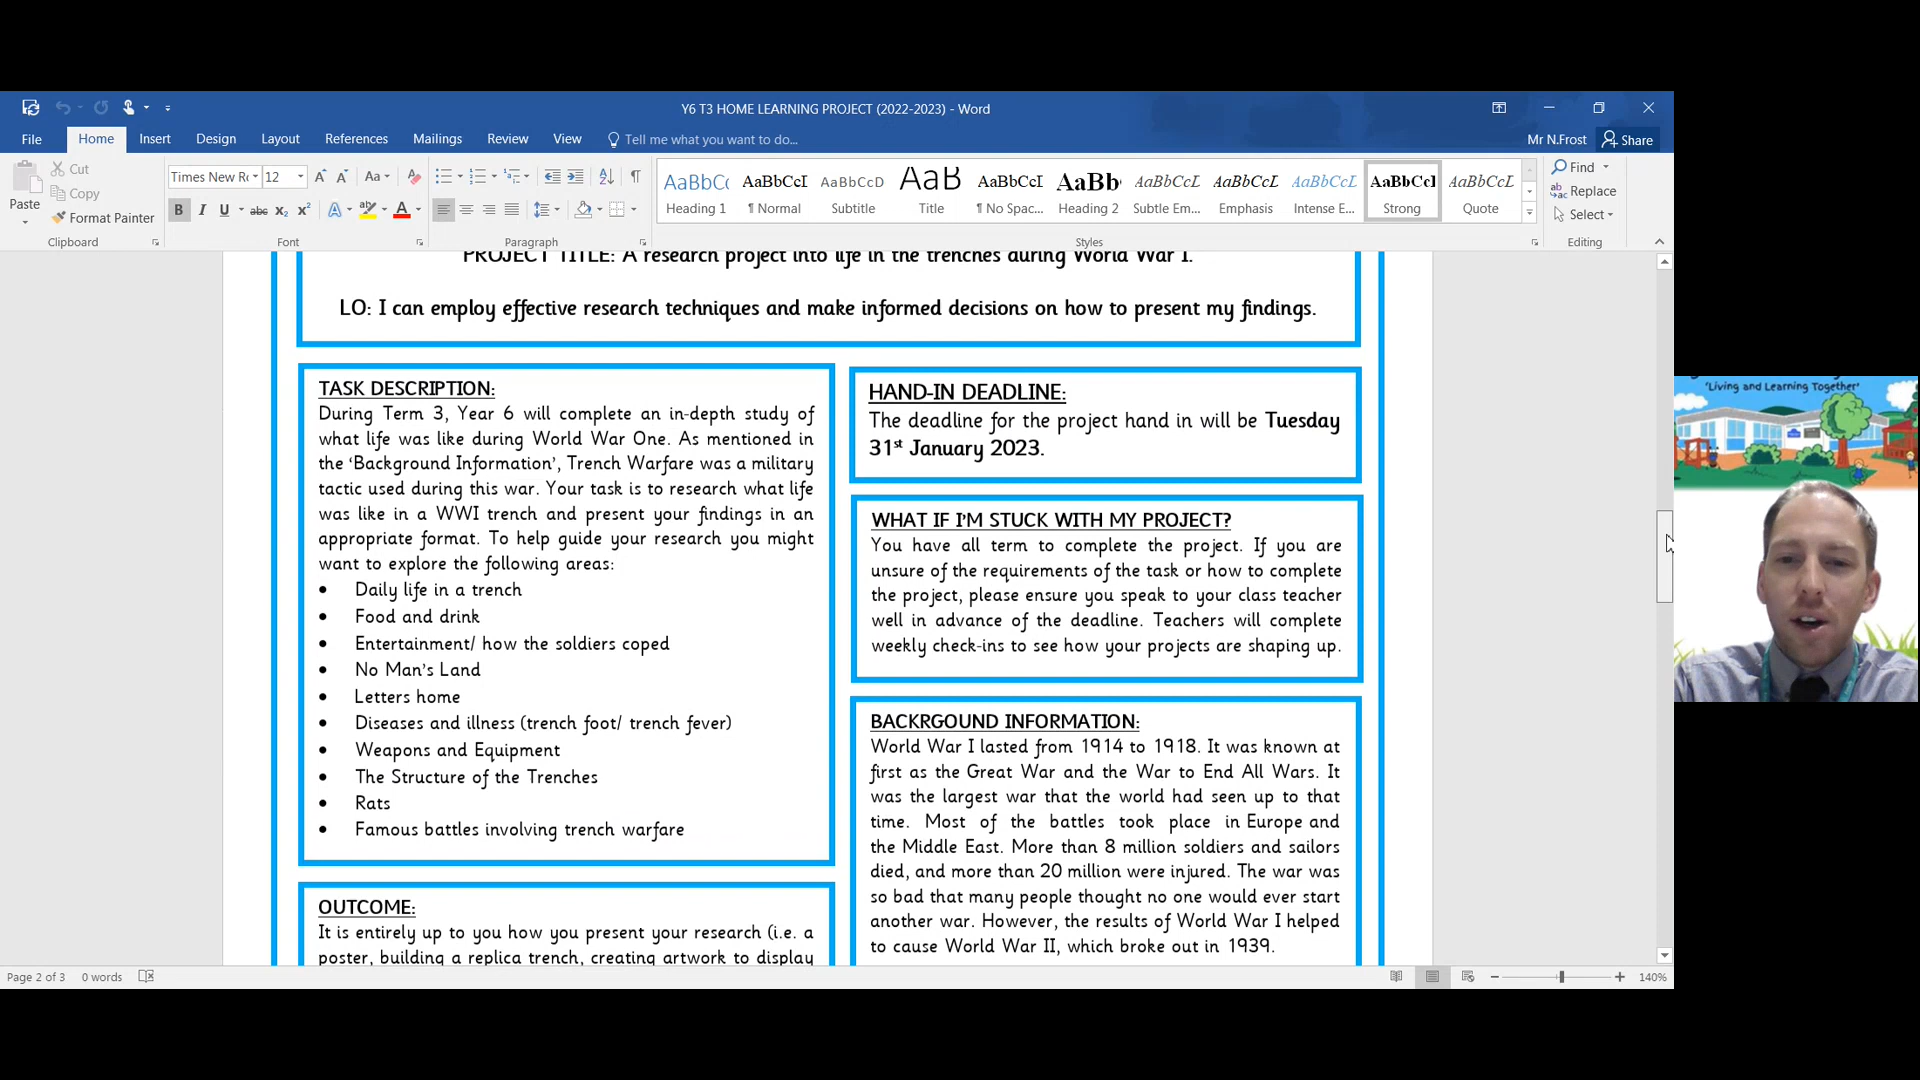 Y6 T3 HOME LEARNING PROJECT (2022-2023) - Word
File
Home
Insert
Design
Layout
References
Mailings
Review
View
Tell me what you want to do...
Mr N.Frost
Share
Paste
Cut
Copy
Format Painter
Clipboard
Times New Ro
12
Font
Paragraph
AaBbCc
Heading 1
AaBbCcI
¶ Normal
AaBbCcD
Subtitle
AaB
Title
AaBbCcI
¶ No Spac...
AaBb
Heading 2
AaBbCcL
Subtle Em...
AaBbCcL
Emphasis
AaBbCcL
Intense E...
AaBbCcI
Strong
AaBbCcL
Quote
Styles
Find
Replace
Select
Editing
PROJECT TITLE: A research project into life in the trenches during World War I.
LO: I can employ effective research techniques and make informed decisions on how to present my findings.
TASK DESCRIPTION:
During Term 3, Year 6 will complete an in-depth study of
what life was like during World War One. As mentioned in
the ‘Background Information’, Trench Warfare was a military
tactic used during this war. Your task is to research what life
was like in a WWI trench and present your findings in an
appropriate format. To help guide your research you might
want to explore the following areas:
• Daily life in a trench
• Food and drink
• Entertainment/ how the soldiers coped
• No Man’s Land
• Letters home
• Diseases and illness (trench foot/ trench fever)
• Weapons and Equipment
• The Structure of the Trenches
• Rats
• Famous battles involving trench warfare
OUTCOME:
It is entirely up to you how you present your research (i.e. a
poster, building a replica trench, creating artwork to display
HAND-IN DEADLINE:
The deadline for the project hand in will be Tuesday
31st January 2023.
WHAT IF I’M STUCK WITH MY PROJECT?
You have all term to complete the project. If you are
unsure of the requirements of the task or how to complete
the project, please ensure you speak to your class teacher
well in advance of the deadline. Teachers will complete
weekly check-ins to see how your projects are shaping up.
BACKRGOUND INFORMATION:
World War I lasted from 1914 to 1918. It was known at
first as the Great War and the War to End All Wars. It
was the largest war that the world had seen up to that
time. Most of the battles took place in Europe and
the Middle East. More than 8 million soldiers and sailors
died, and more than 20 million were injured. The war was
so bad that many people thought no one would ever start
another war. However, the results of World War I helped
to cause World War II, which broke out in 1939.
'Living and Learning Together'
Page 2 of 3
0 words
140%